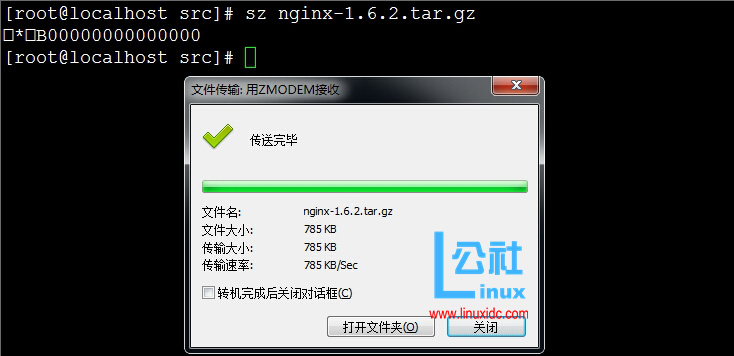 [root@localhost src]# sz nginx-1.6.2.tar.gz
□*□B00000000000000
[root@localhost src]#
文件传输: 用ZMODEM接收
传送完毕
文件名: nginx-1.6.2.tar.gz
文件大小: 785 KB
传输大小: 785 KB
传输速率: 785 KB/Sec
转机完成后关闭对话框(C)
Linux公社
www.linuxidc.com
打开文件夹(O) 关闭